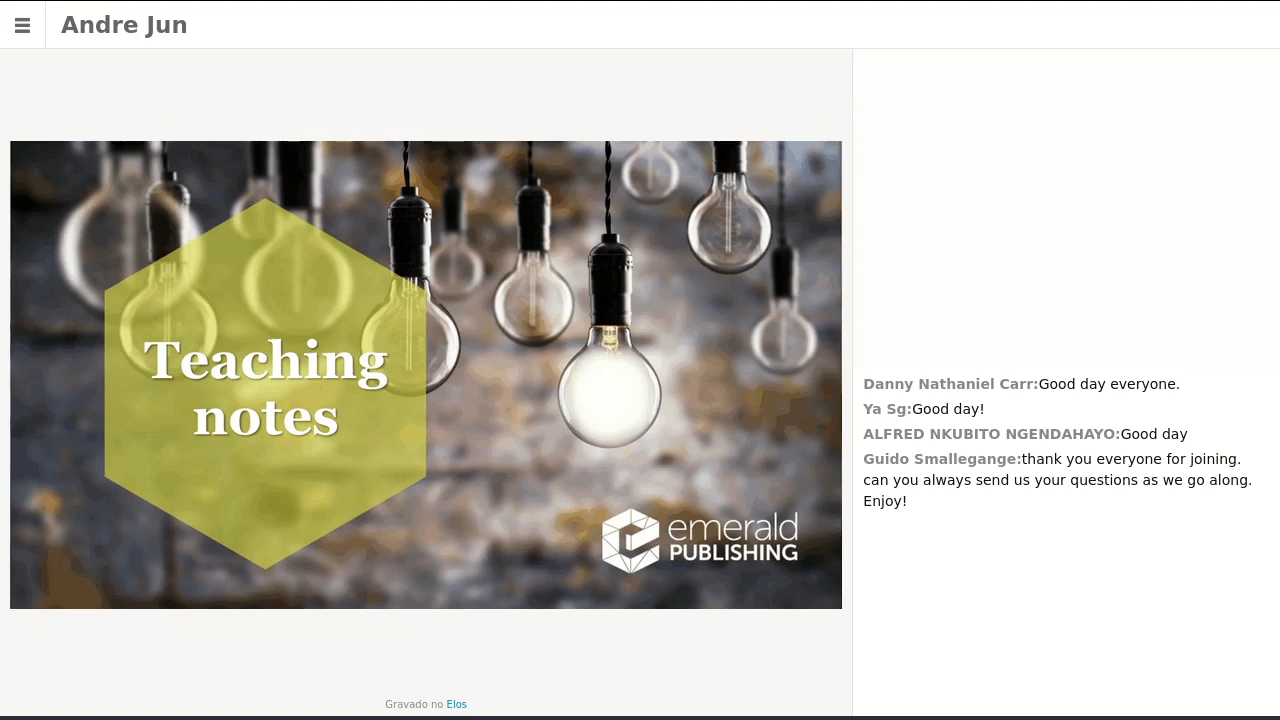 Andre Jun
Teaching
notes
emerald
PUBLISHING
Danny Nathaniel Carr:Good day everyone.
Ya Sg:Good day!
ALFRED NKUBITO NGENDAHAYO:Good day
Guido Smallegange:thank you everyone for joining.
can you always send us your questions as we go along.
Enjoy!
Gravado no Elos